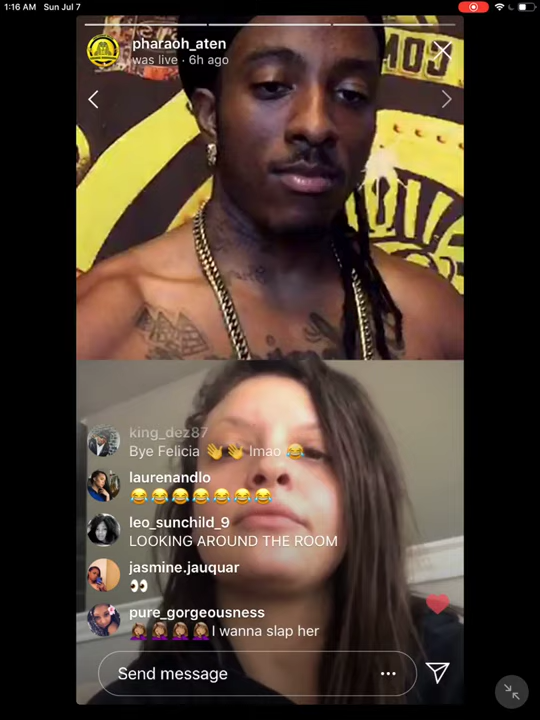 1:16 AM Sun Jul 7
pharaoh_aten
was live · 6h ago
king_dez87
Bye Felicia 👋👋 lmao 😂
laurenandlo
😂😂😂😂😂😂😂
leo_sunchild_9
LOOKING AROUND THE ROOM
jasmine.jauquar
👀
pure_gorgeousness
🤦🏽‍♀️🤦🏽‍♀️🤦🏽‍♀️🤦🏽‍♀️I wanna slap her
Send message